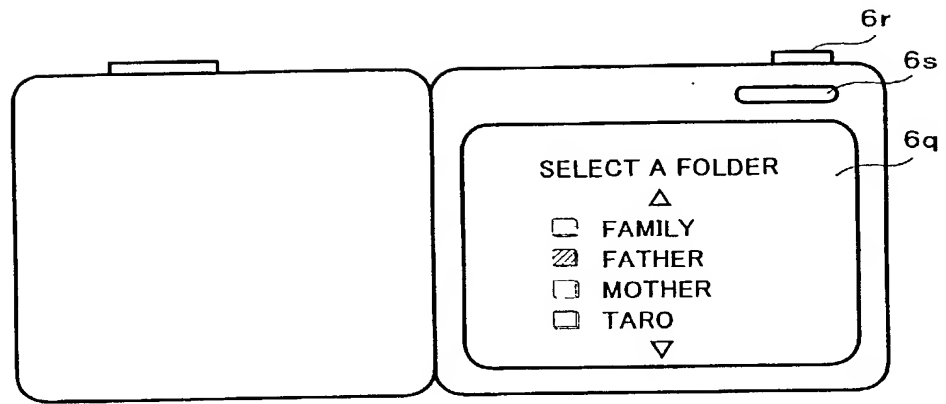 6r
6s
6q
SELECT A FOLDER
FAMILY
FATHER
MOTHER
TARO